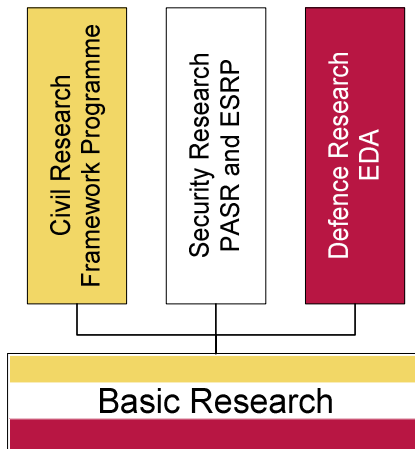 Civil Research
Framework Programme
Security Research
PASR and ESRP
Defence Research
EDA
Basic Research